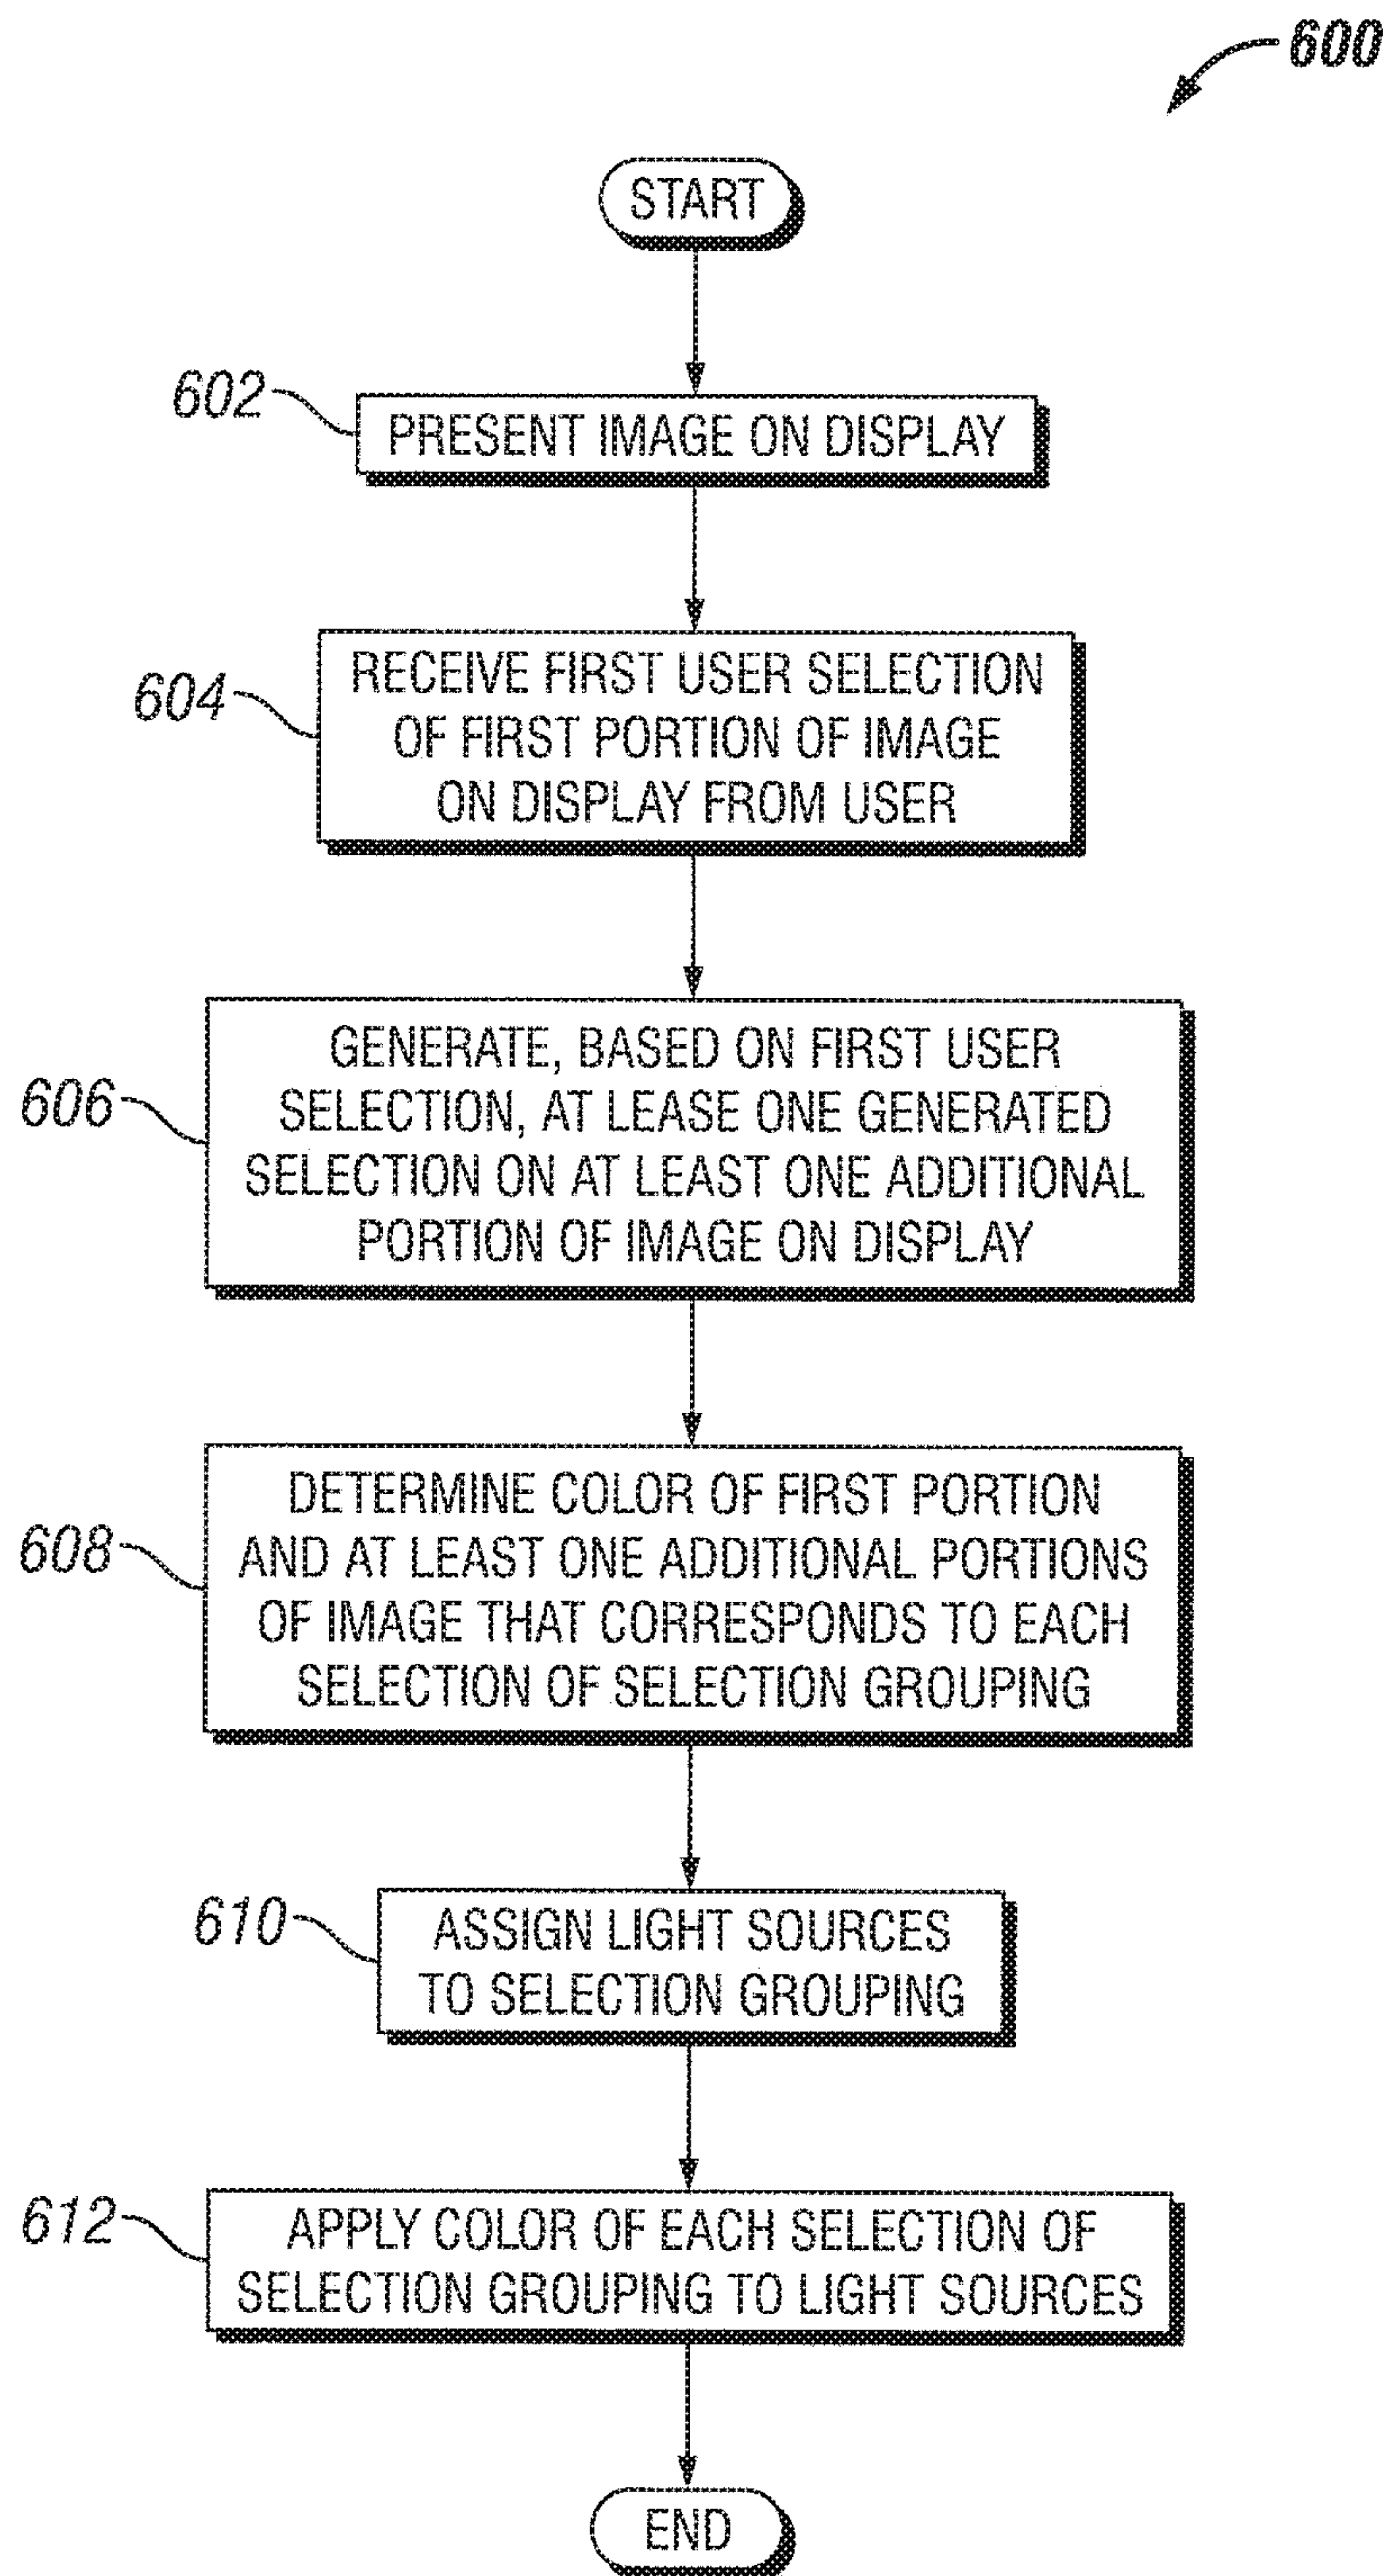 600
START
602
PRESENT IMAGE ON DISPLAY
604
RECEIVE FIRST USER SELECTION
OF FIRST PORTION OF IMAGE
ON DISPLAY FROM USER
606
GENERATE, BASED ON FIRST USER
SELECTION, AT LEASE ONE GENERATED
SELECTION ON AT LEAST ONE ADDITIONAL
PORTION OF IMAGE ON DISPLAY
608
DETERMINE COLOR OF FIRST PORTION
AND AT LEAST ONE ADDITIONAL PORTIONS
OF IMAGE THAT CORRESPONDS TO EACH
SELECTION OF SELECTION GROUPING
610
ASSIGN LIGHT SOURCES
TO SELECTION GROUPING
612
APPLY COLOR OF EACH SELECTION OF
SELECTION GROUPING TO LIGHT SOURCES
END